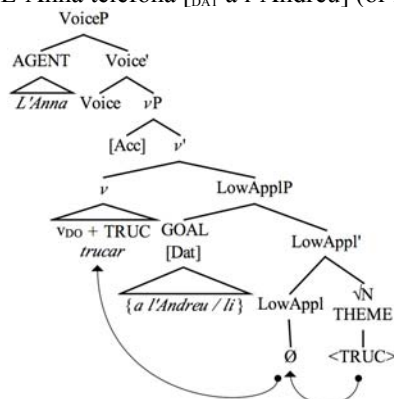 L'Anna telefona [DAT a l'Andreu] (or
VoiceP
AGENT Voice'
L'Anna Voice vP
[Acc] v'
v LowApplP
vDO + TRUC GOAL
trucar [Dat] LowAppl'
{a l'Andreu / li} LowAppl √N
THEME
Ø <TRUC>